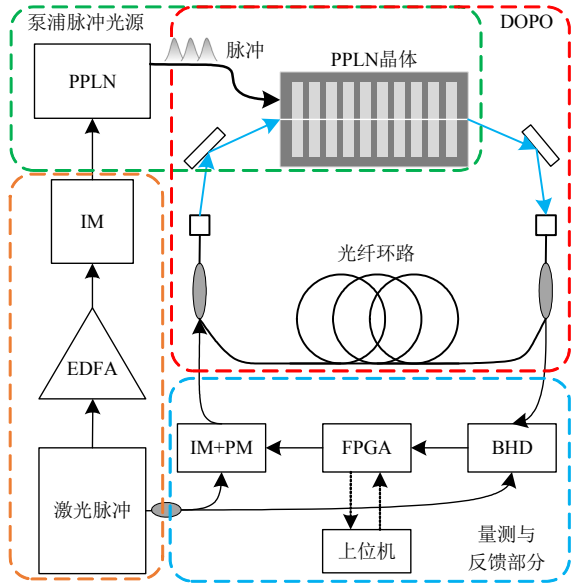 泵浦脉冲光源
DOPO
PPLN
脉冲
PPLN晶体
IM
光纤环路
EDFA
IM+PM
FPGA
BHD
激光脉冲
上位机
量测与
反馈部分